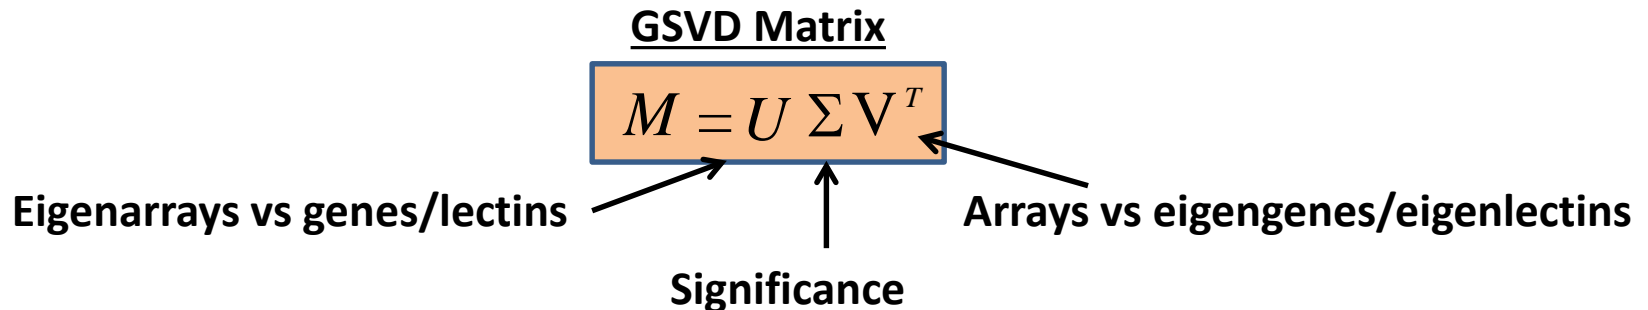 GSVD Matrix
M = U Σ V^T
Eigenarrays vs genes/lectins
Arrays vs eigengenes/eigenlectins
Significance